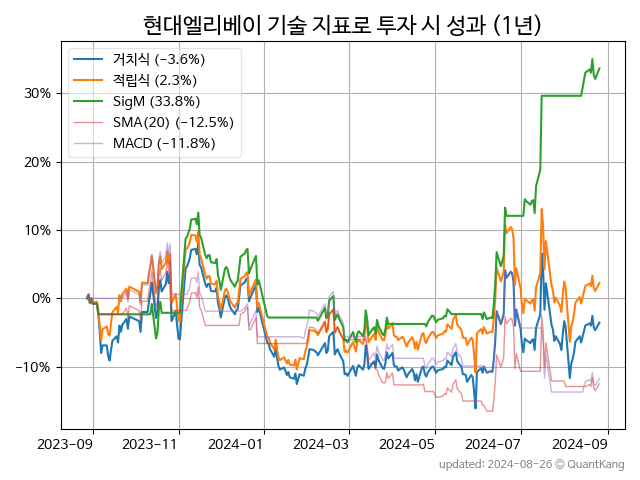 현대엘리베이 기술 지표로 투자 시 성과 (1년)
거치식 (−3.6%)
적립식 (2.3%)
SigM (33.8%)
SMA(20) (−12.5%)
MACD (−11.8%)
30%
20%
10%
0%
−10%
2023−09 2023−11 2024−01 2024−03 2024−05 2024−07 2024−09
updated: 2024-08-26 © QuantKang